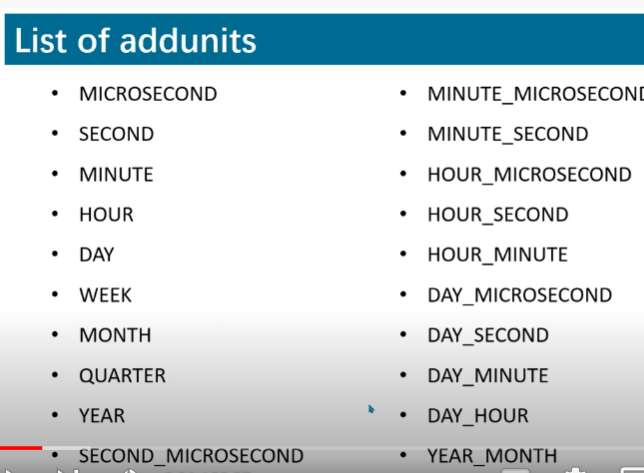 List of addunits
• MICROSECOND
• SECOND
• MINUTE
• HOUR
• DAY
• WEEK
• MONTH
• QUARTER
• YEAR
• SECOND_MICROSECOND
• MINUTE_MICROSECOND
• MINUTE_SECOND
• HOUR_MICROSECOND
• HOUR_SECOND
• HOUR_MINUTE
• DAY_MICROSECOND
• DAY_SECOND
• DAY_MINUTE
• DAY_HOUR
• YEAR_MONTH